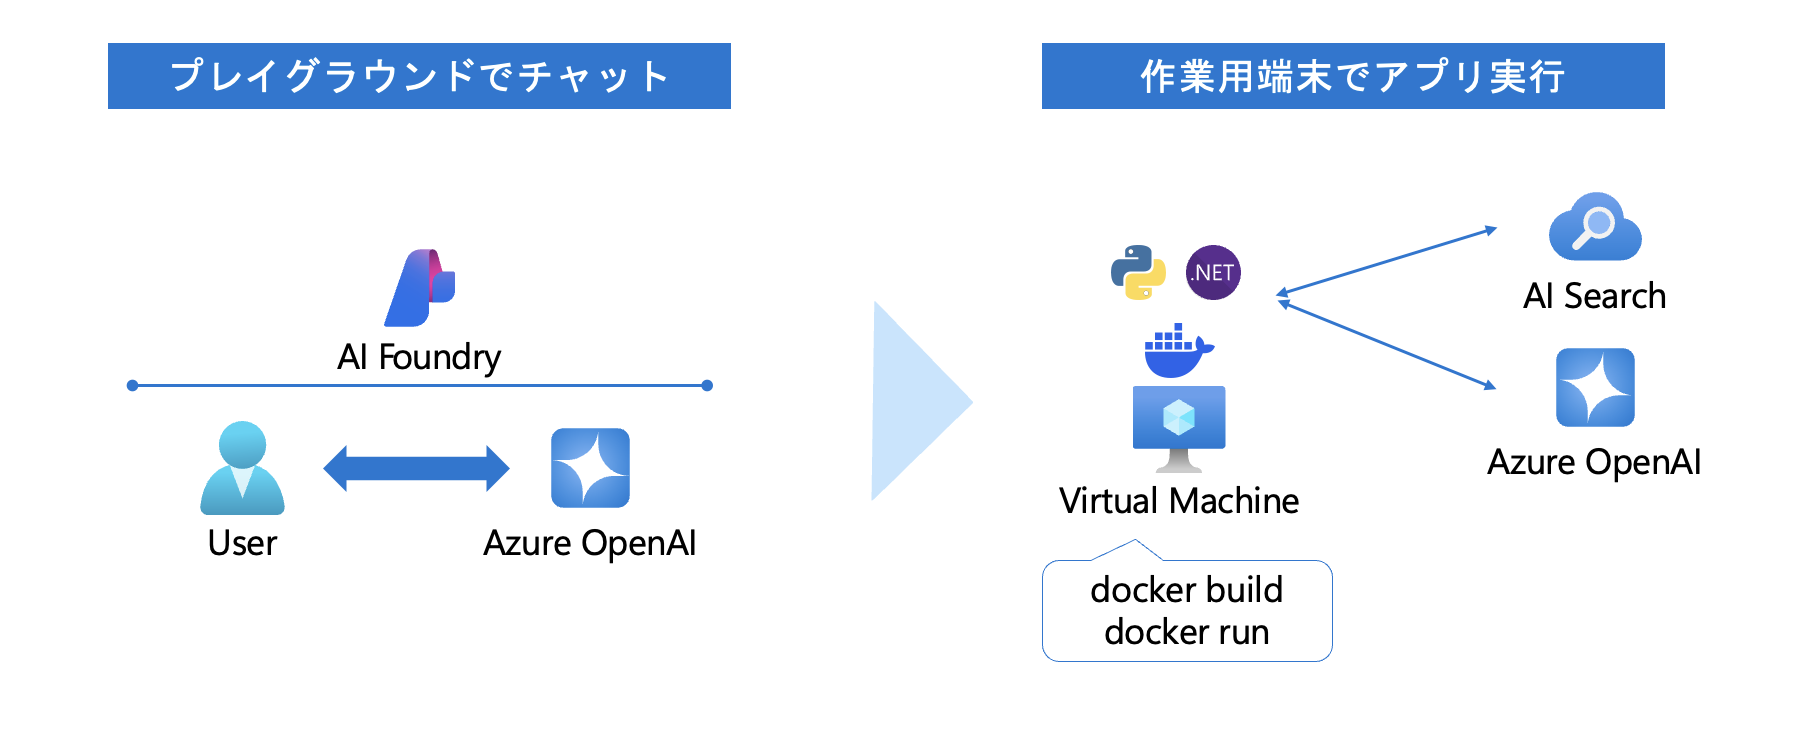 プレイグラウンドでチャット
AI Foundry
User
Azure OpenAI
作業用端末でアプリ実行
.NET
Virtual Machine
docker build
docker run
AI Search
Azure OpenAI